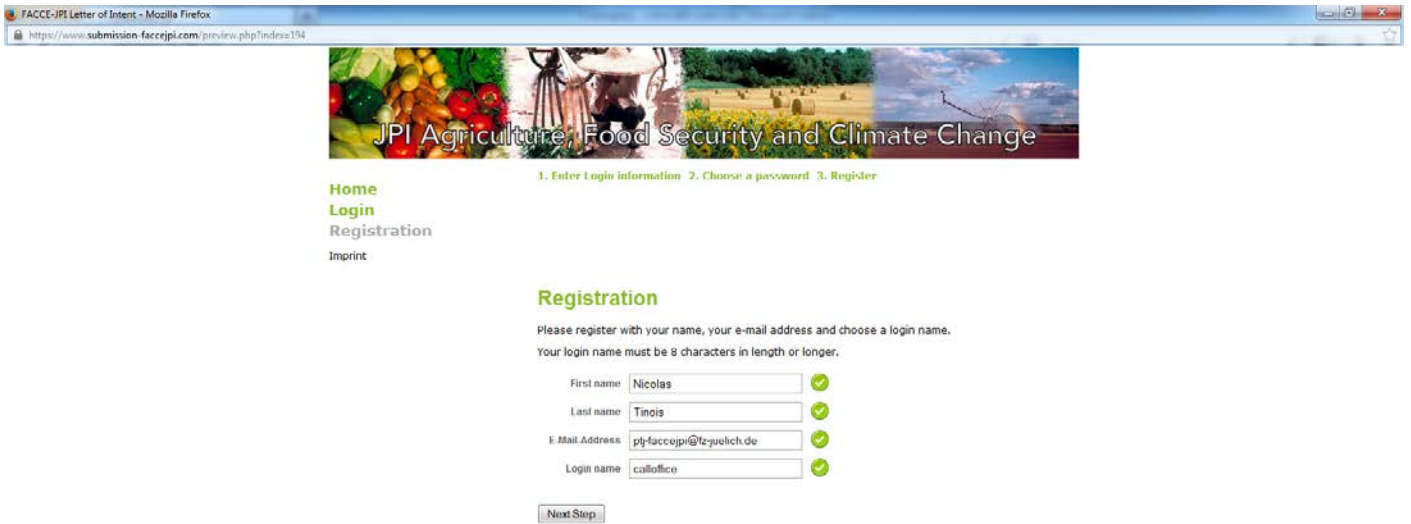 FACCE-JPI Letter of Intent - Mozilla Firefox
https://www.submission-faccejpi.com/preview.php?index=194
JPI Agriculture, Food Security and Climate Change
1. Enter Login information 2. Choose a password 3. Register
Home
Login
Registration
Imprint
Registration
Please register with your name, your e-mail address and choose a login name.
Your login name must be 8 characters in length or longer.
First name Nicolas
Last name Tinois
E-Mail Address ptj-faccejpi@fz-juelich.de
Login name calloffice
Next Step